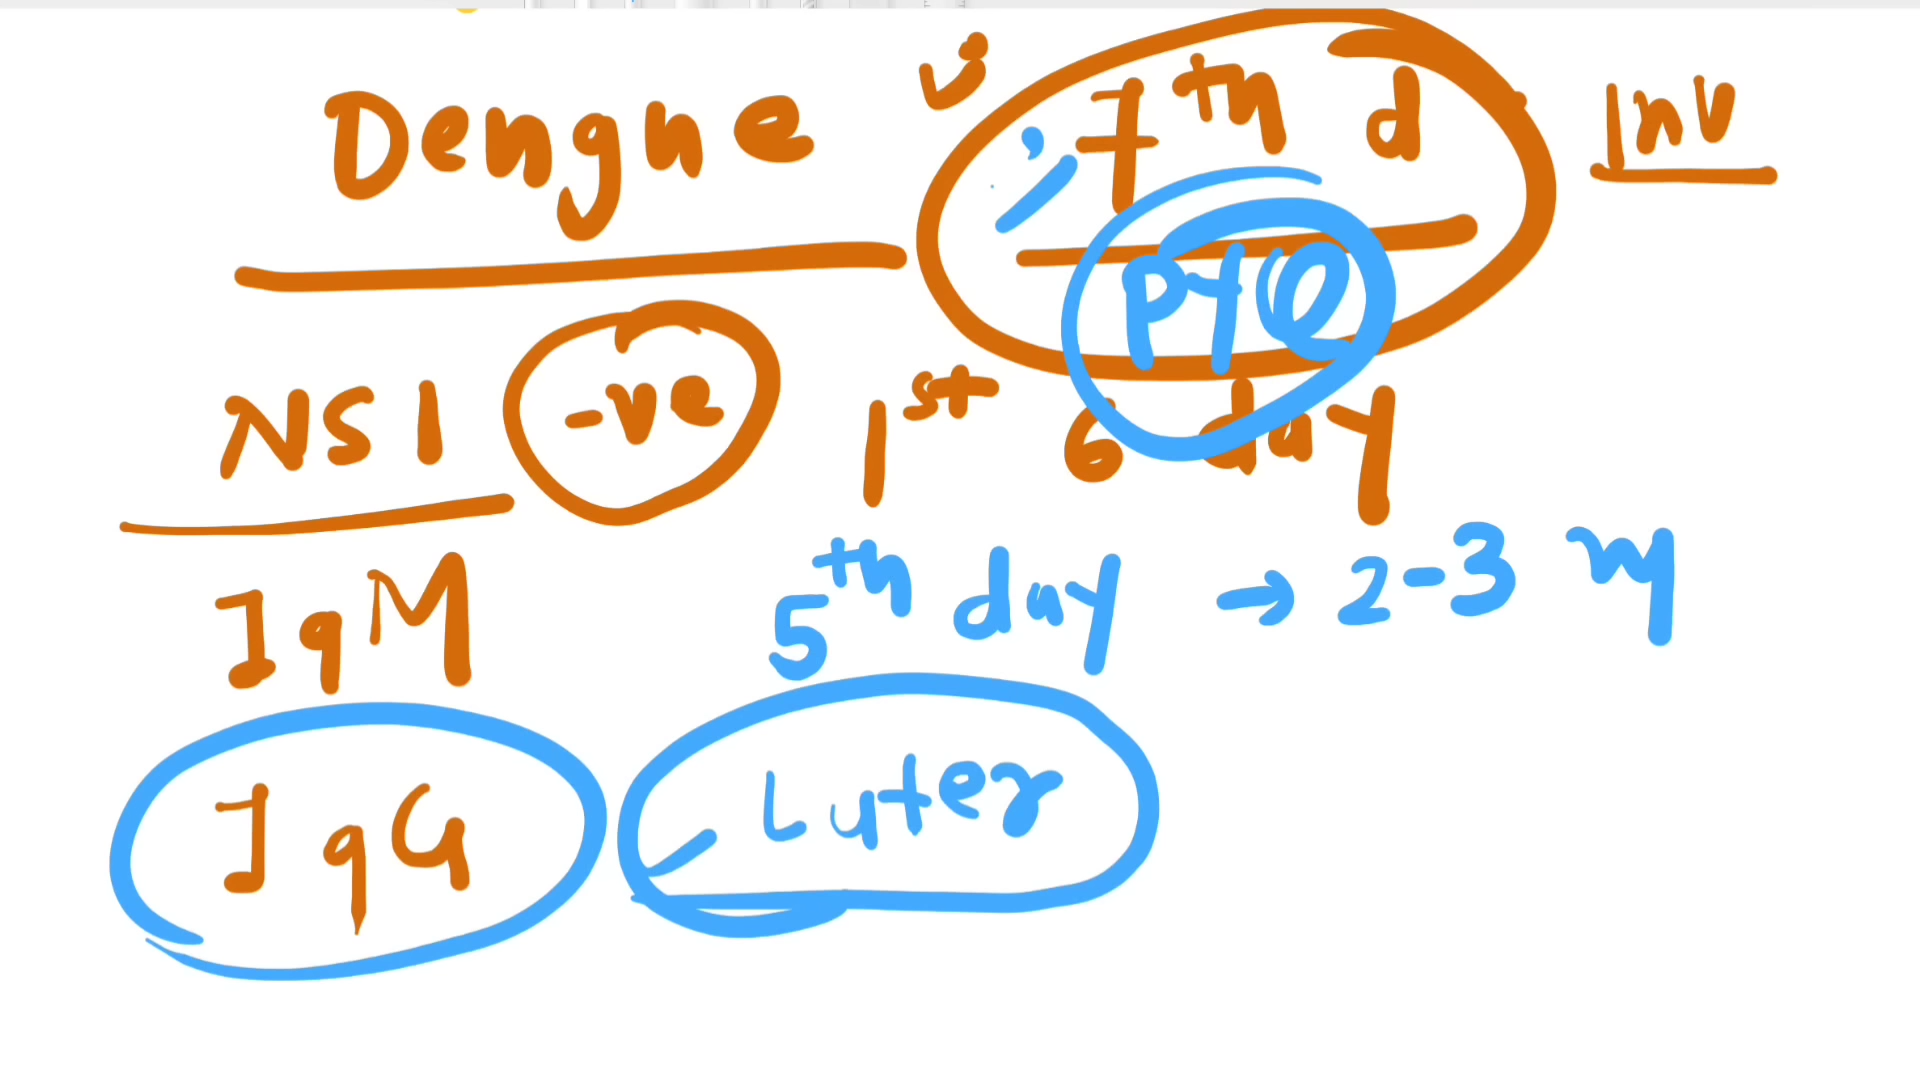 Dengue 7th d Inv
PYQ
NS1 -ve 1st 6 day
IgM 5th day → 2-3 m
IgG Later